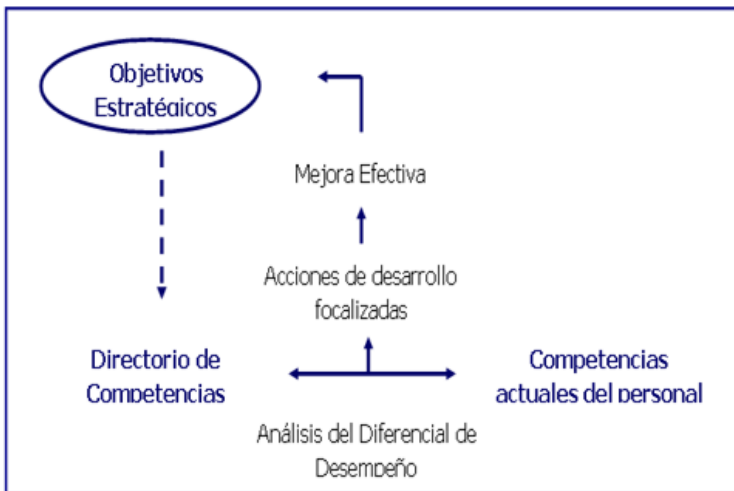 Objetivos
Estratégicos
Mejora Efectiva
Acciones de desarrollo
focalizadas
Directorio de
Competencias
Competencias
actuales del personal
Análisis del Diferencial de
Desempeño